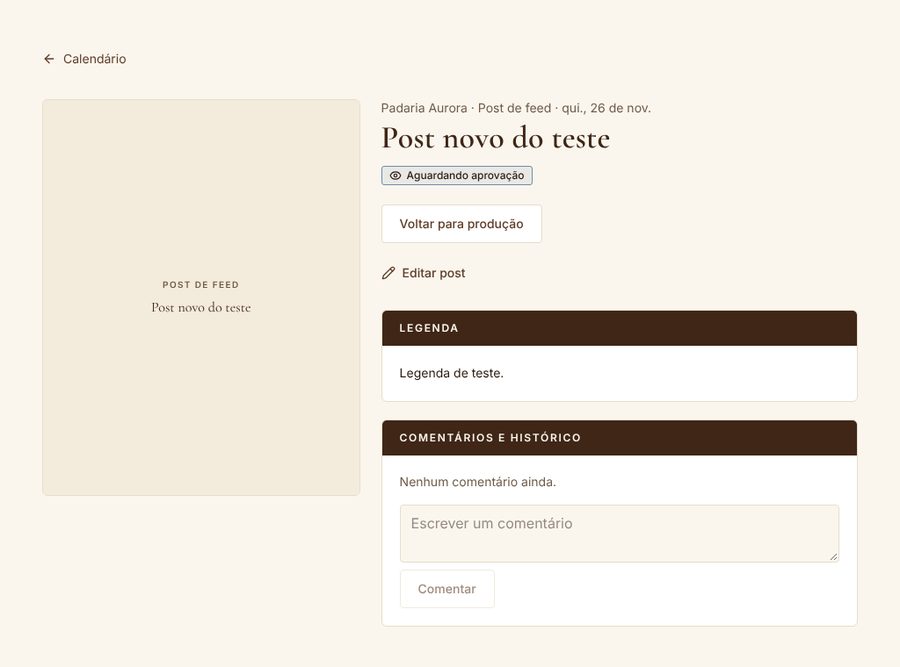 Calendário
POST DE FEED
Post novo do teste
Padaria Aurora · Post de feed · qui., 26 de nov.
Post novo do teste
Aguardando aprovação
Voltar para produção
Editar post
LEGENDA
Legenda de teste.
COMENTÁRIOS E HISTÓRICO
Nenhum comentário ainda.
Escrever um comentário
Comentar